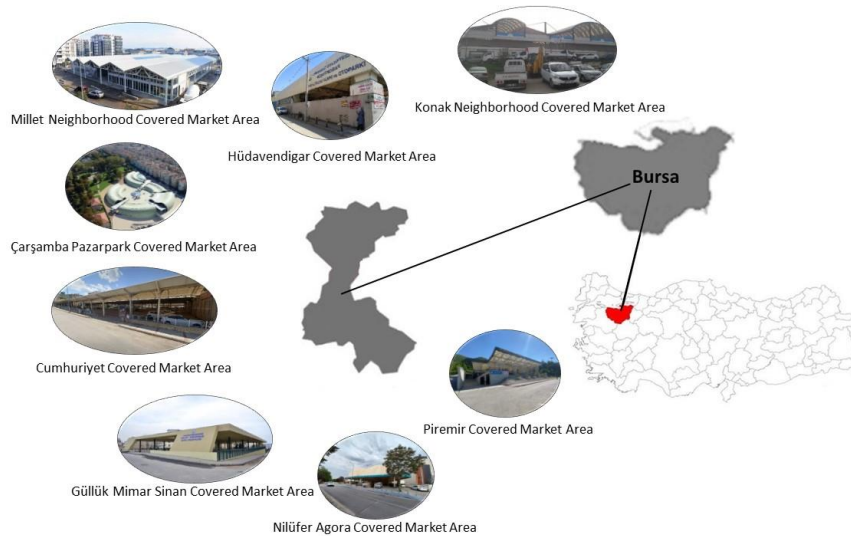 Millet Neighborhood Covered Market Area
Hüdavendigar Covered Market Area
Konak Neighborhood Covered Market Area
Bursa
Çarşamba Pazarpark Covered Market Area
Cumhuriyet Covered Market Area
Piremir Covered Market Area
Güllük Mimar Sinan Covered Market Area
Nilüfer Agora Covered Market Area